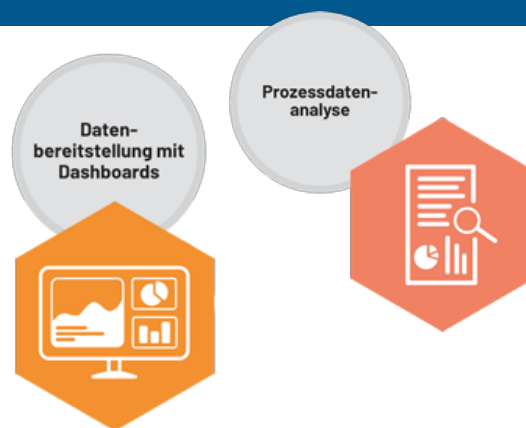 Daten-
bereitstellung mit
Dashboards
Prozessdaten-
analyse